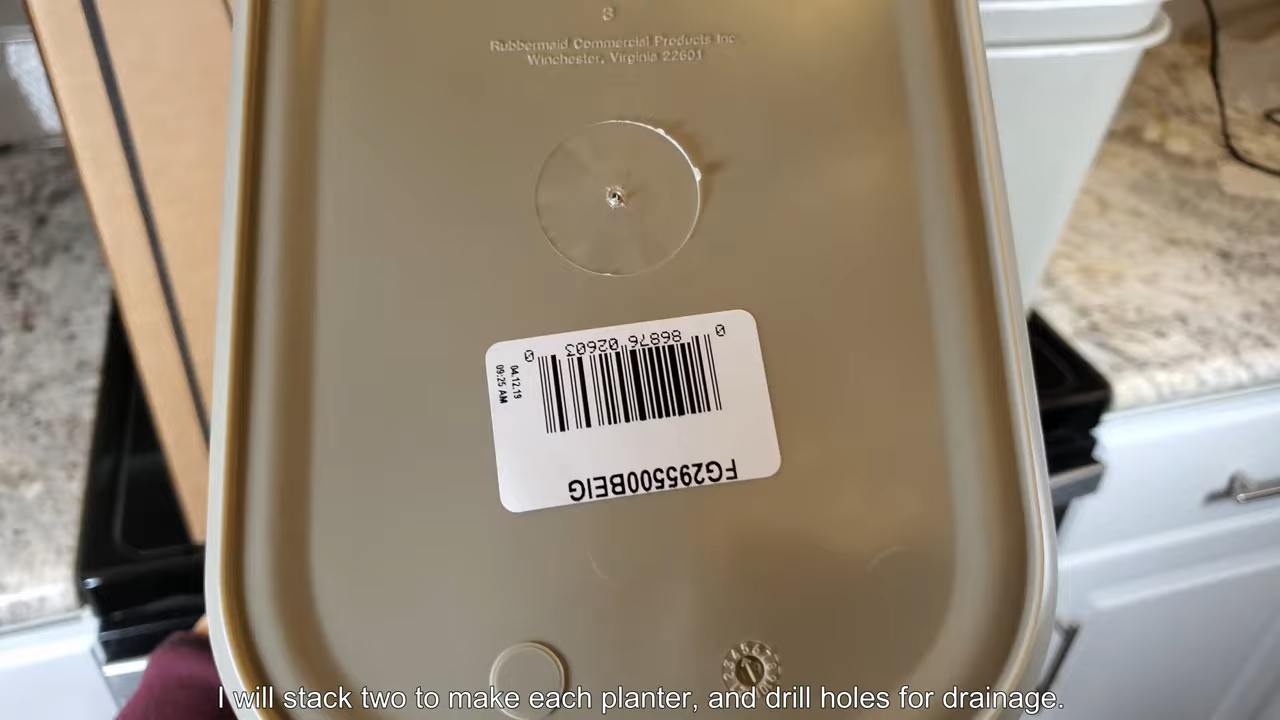 8
Rubbermaid Commercial Products Inc
Winchester, Virginia 22601
0 86876 02603 0
04.12.19
09:25 AM
FG295500BEIG
I will stack two to make each planter, and drill holes for drainage.